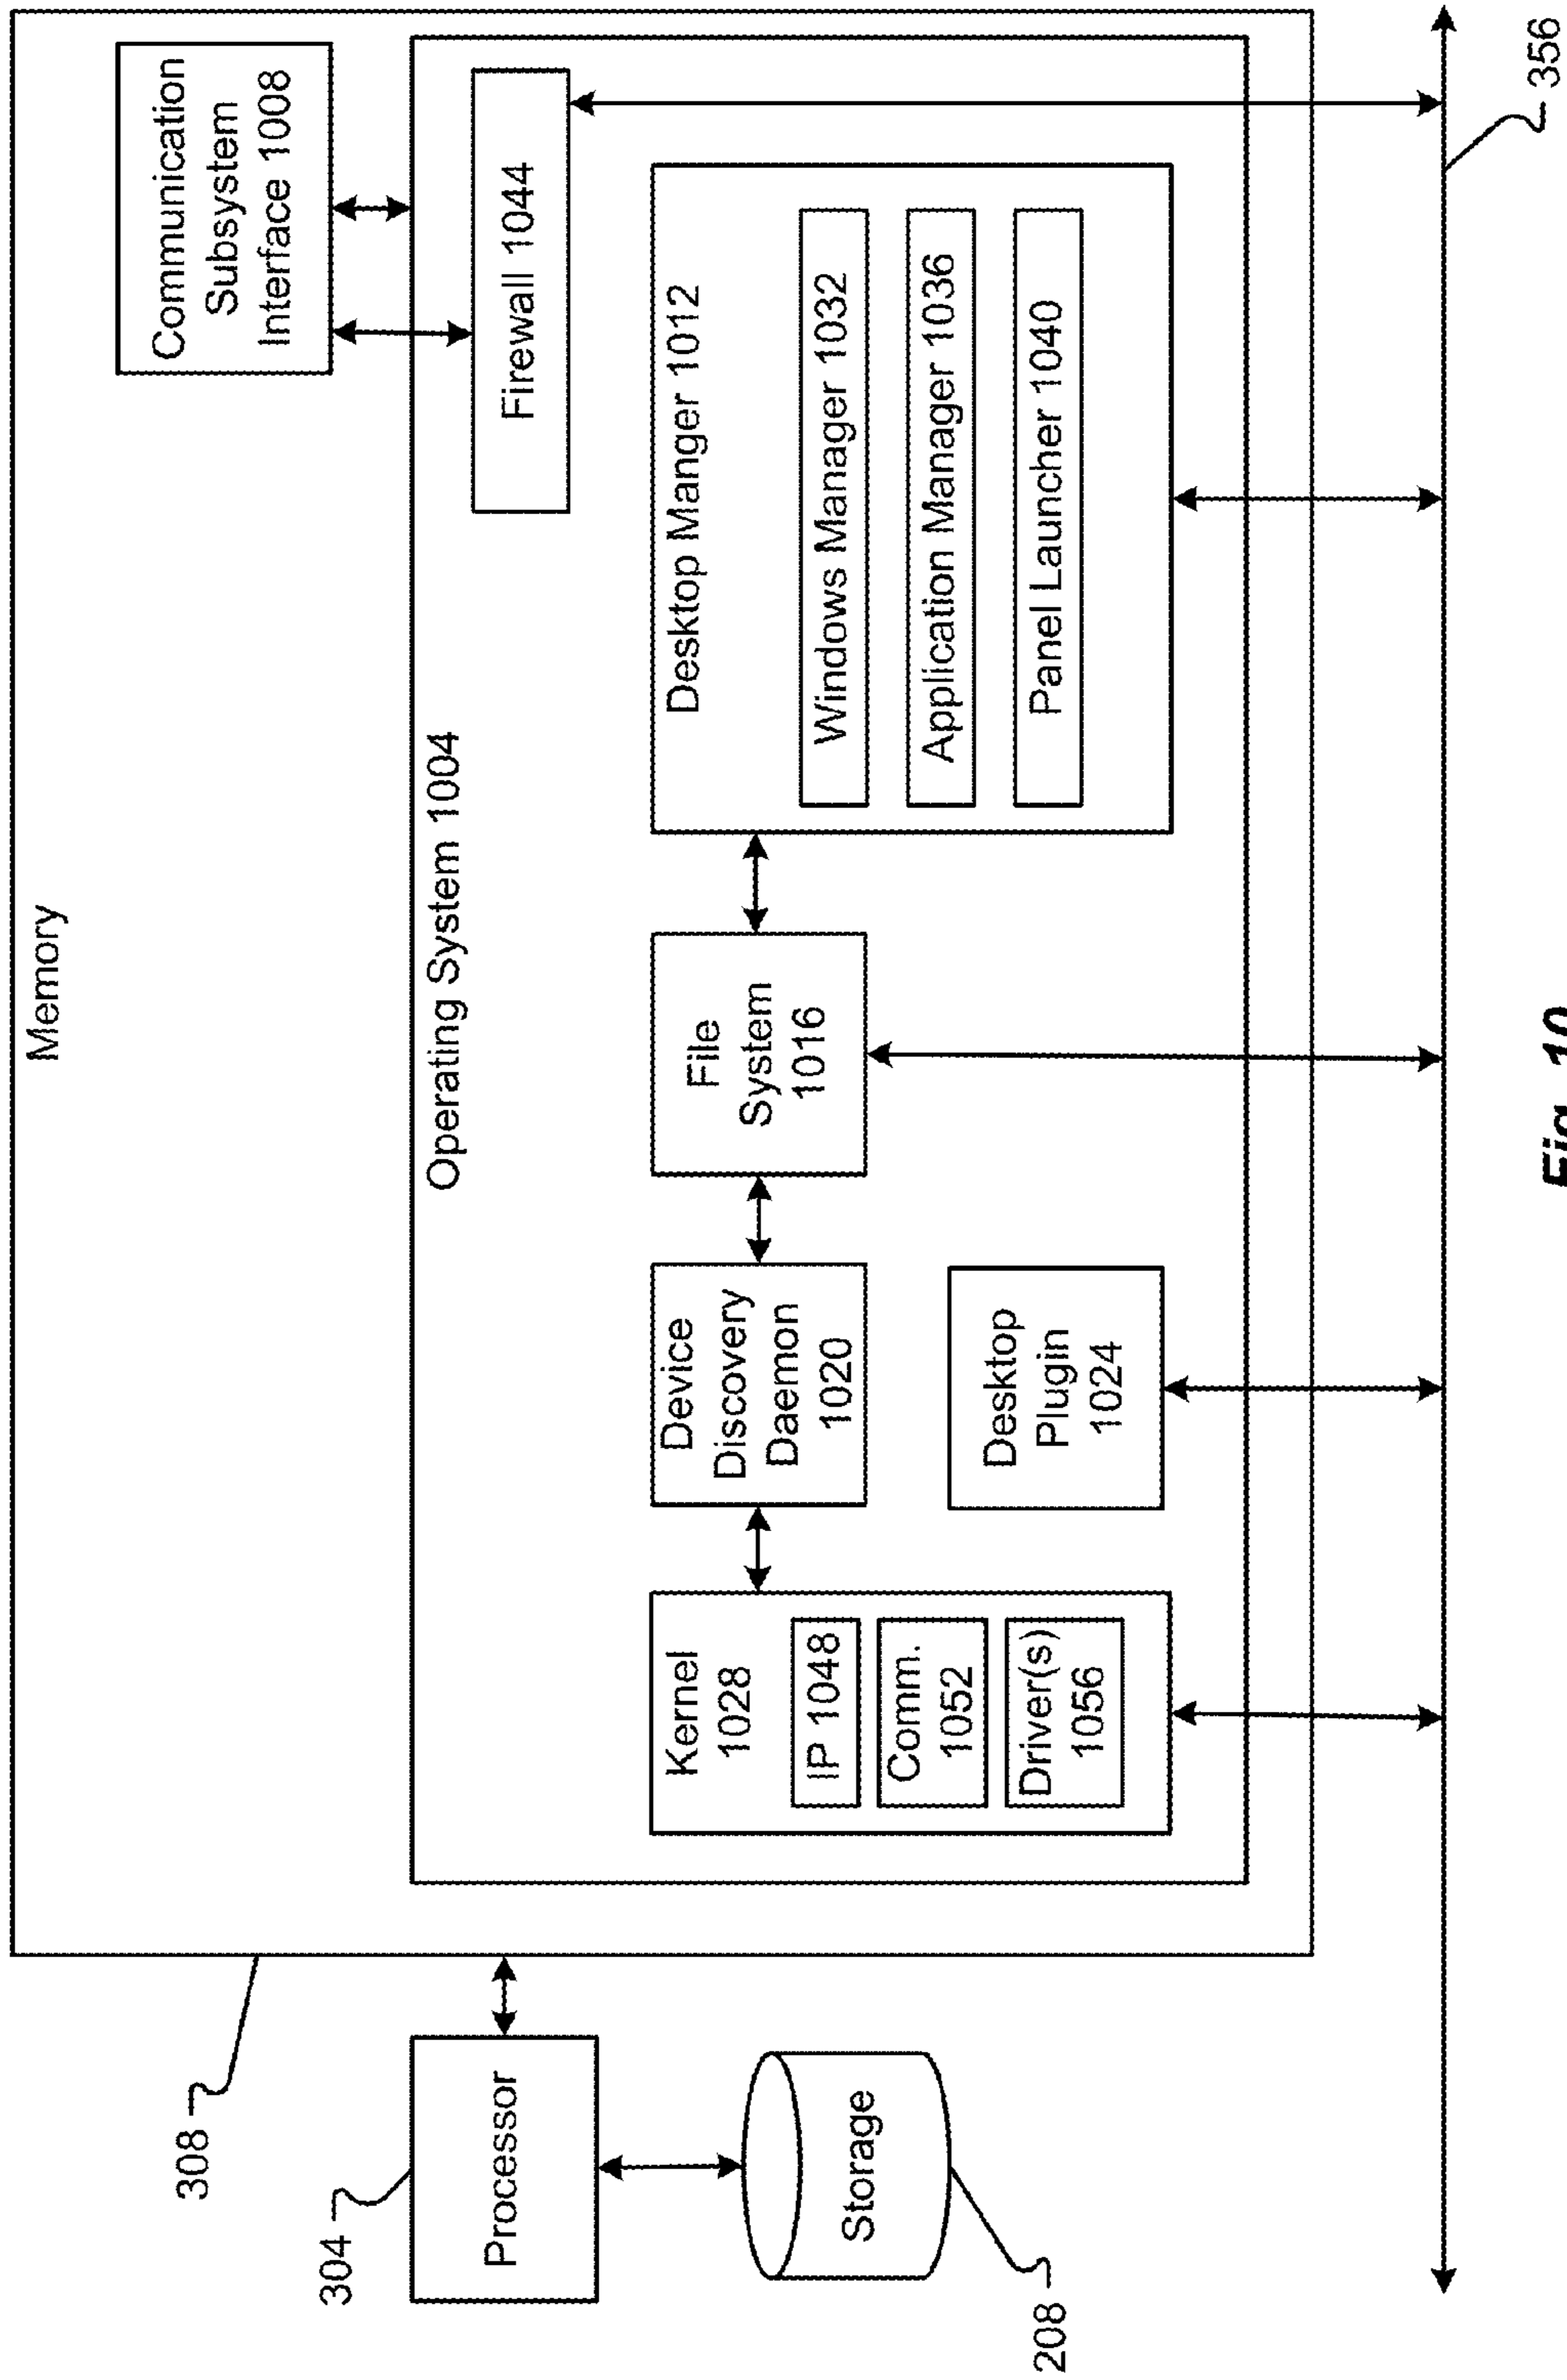 Memory
308
Communication
Subsystem
Interface 1008
304
Operating System 1004
Firewall 1044
Processor
Kernel
1028
IP 1048
Comm.
1052
Driver(s)
1056
Device
Discovery
Daemon
1020
Desktop
Plugin
1024
File
System
1016
Desktop Manger 1012
Windows Manager 1032
Application Manager 1036
Panel Launcher 1040
Storage
208
356
Fig. 10